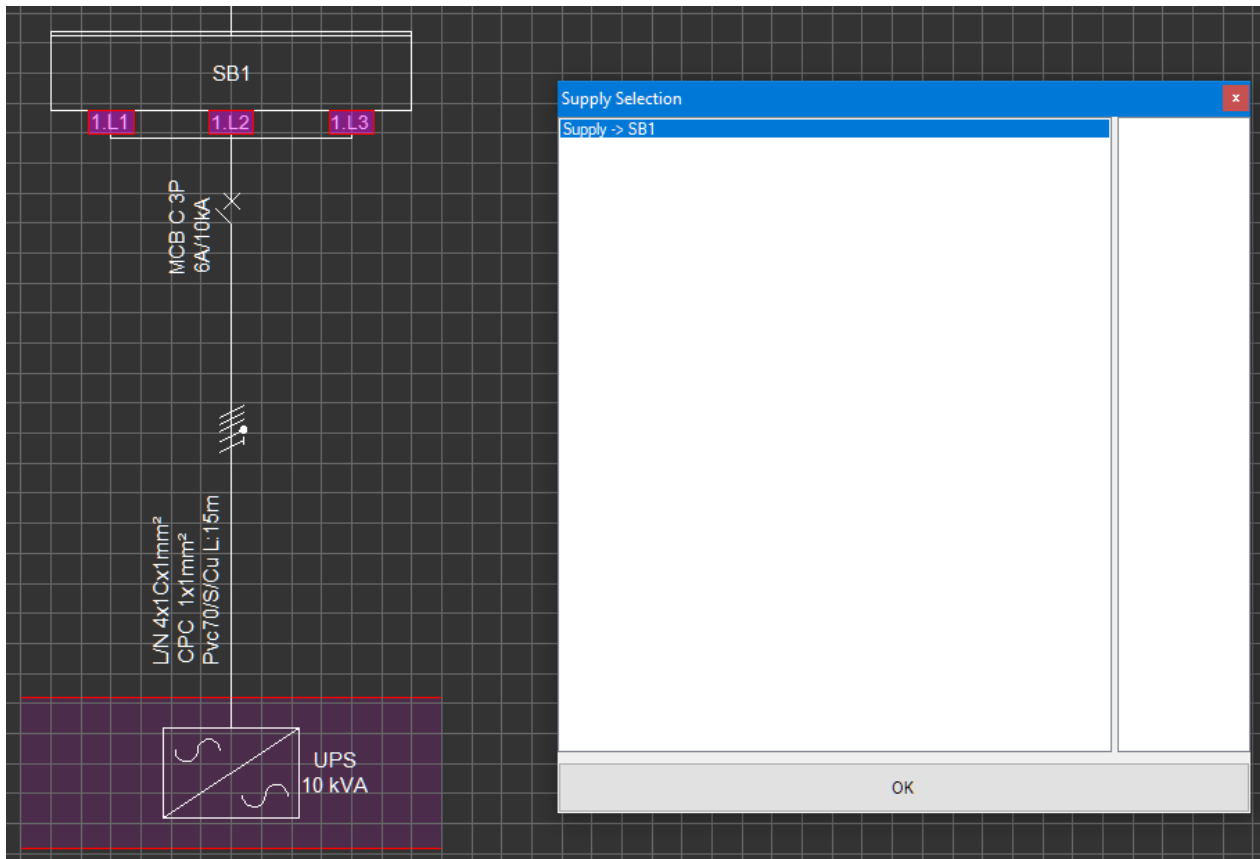 SB1
1.L1 1.L2 1.L3
MCB C 3P
6A/10kA
L/N 4x1Cx1mm²
CPC 1x1mm²
Pvc70/S/Cu L:15m
UPS
10 kVA
Supply Selection
x
Supply -> SB1
OK